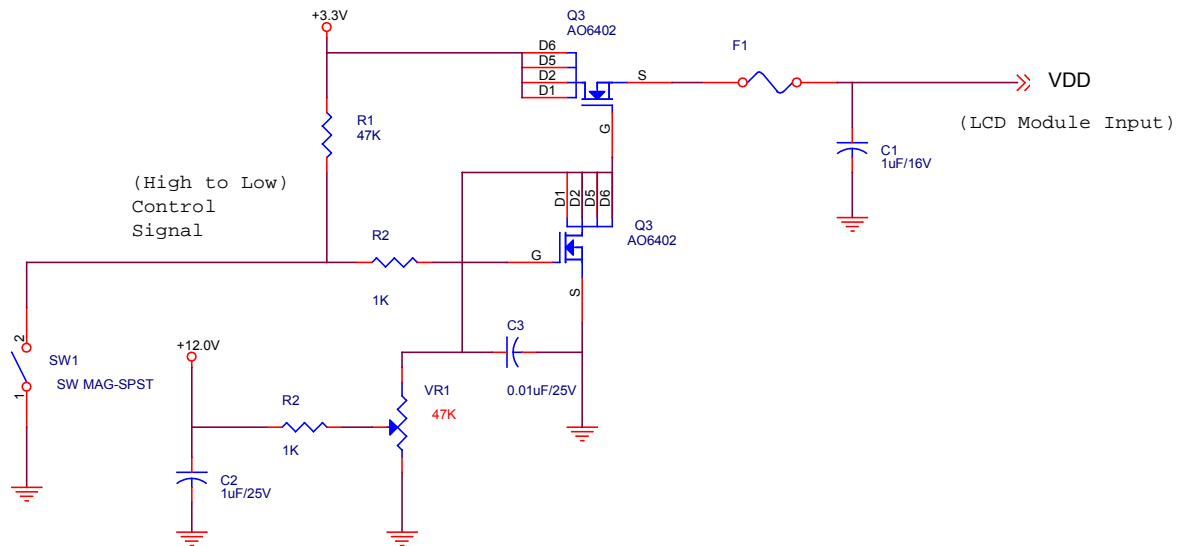 +3.3V
Q3
AO6402
D6
D5
D2
D1
S
G
F1
VDD
(LCD Module Input)
R1
47K
C1
1uF/16V
(High to Low)
Control
Signal
D1
D2
D5
D6
Q3
AO6402
R2
1K
G
S
2
1
SW1
SW MAG-SPST
+12.0V
C3
0.01uF/25V
VR1
47K
R2
1K
C2
1uF/25V